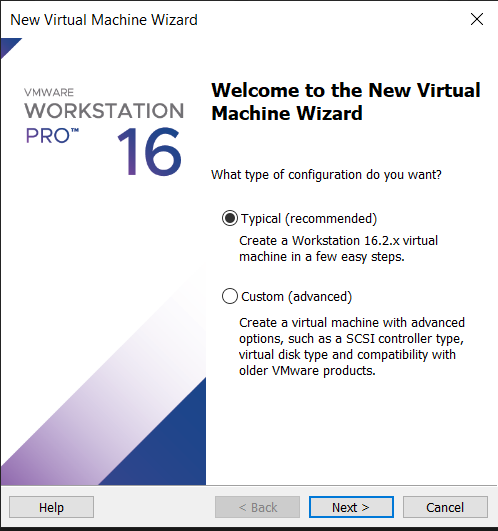 New Virtual Machine Wizard
VMWARE
WORKSTATION
PRO™ 16
Welcome to the New Virtual
Machine Wizard
What type of configuration do you want?
Typical (recommended)
Create a Workstation 16.2.x virtual
machine in a few easy steps.
Custom (advanced)
Create a virtual machine with advanced
options, such as a SCSI controller type,
virtual disk type and compatibility with
older VMware products.
Help
< Back
Next >
Cancel